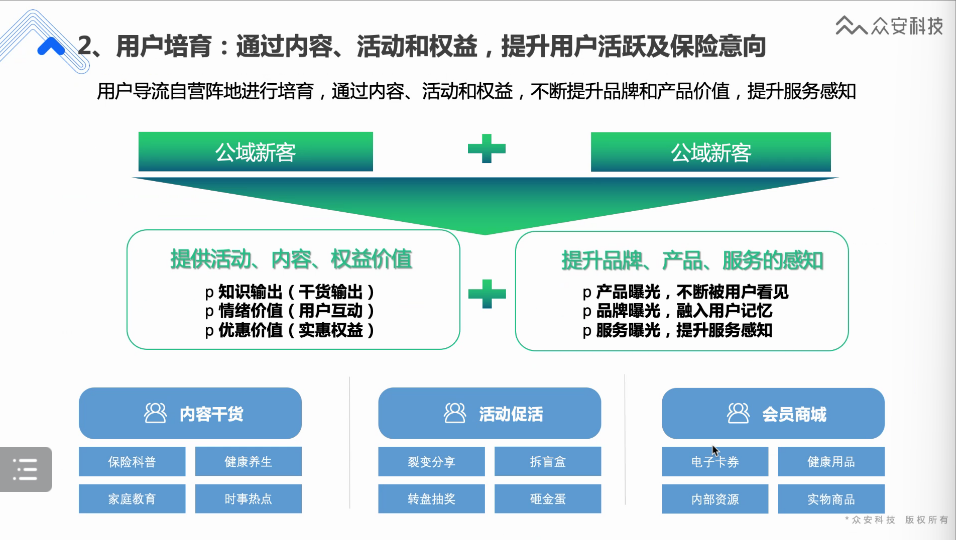 众安科技
2、用户培育：通过内容、活动和权益，提升用户活跃及保险意向
用户导流自营阵地进行培育，通过内容、活动和权益，不断提升品牌和产品价值，提升服务感知
公域新客
公域新客
提供活动、内容、权益价值
p 知识输出（干货输出）
p 情绪价值（用户互动）
p 优惠价值（实惠权益）
提升品牌、产品、服务的感知
p 产品曝光，不断被用户看见
p 品牌曝光，融入用户记忆
p 服务曝光，提升服务感知
内容干货
保险科普 健康养生
家庭教育 时事热点
活动促活
裂变分享 拆盲盒
转盘抽奖 砸金蛋
会员商城
电子卡券 健康用品
内部资源 实物商品
*众安科技 版权所有